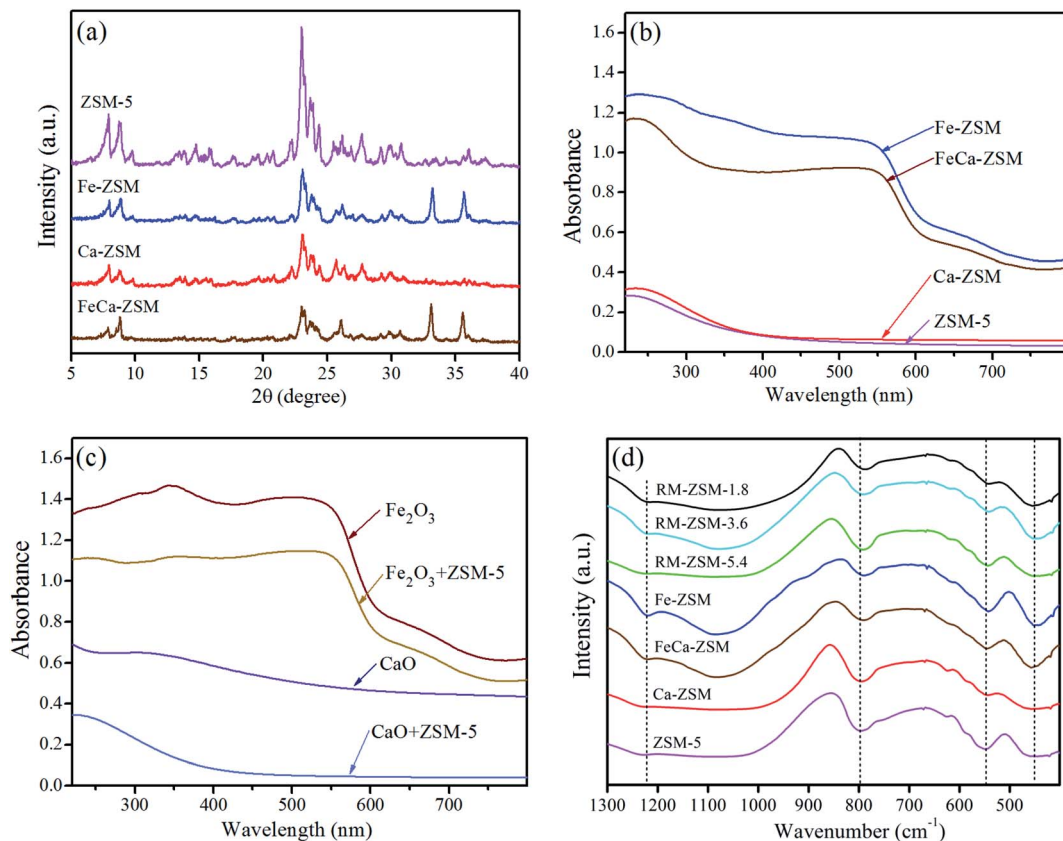 (a)
ZSM-5
Fe-ZSM
Ca-ZSM
FeCa-ZSM
Intensity (a.u.)
5 10 15 20 25 30 35 40
2θ (degree)
(b)
1.6
1.4
1.2
1.0
0.8
0.6
0.4
0.2
0.0
Absorbance
Fe-ZSM
FeCa-ZSM
Ca-ZSM
ZSM-5
300 400 500 600 700
Wavelength (nm)
(c)
1.6
1.4
1.2
1.0
0.8
0.6
0.4
0.2
0.0
Absorbance
Fe₂O₃
Fe₂O₃+ZSM-5
CaO
CaO+ZSM-5
300 400 500 600 700
Wavelength (nm)
(d)
RM-ZSM-1.8
RM-ZSM-3.6
RM-ZSM-5.4
Fe-ZSM
FeCa-ZSM
Ca-ZSM
ZSM-5
Intensity (a.u.)
1300 1200 1100 1000 900 800 700 600 500
Wavenumber (cm⁻¹)